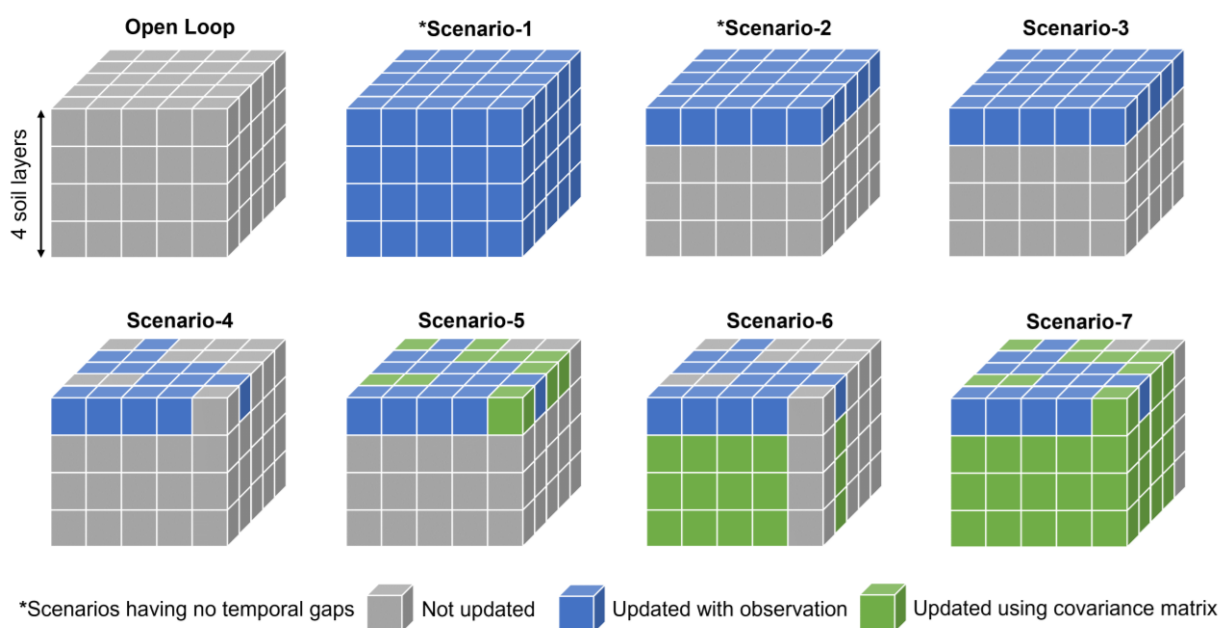 Open Loop
*Scenario-1
*Scenario-2
Scenario-3
4 soil layers
Scenario-4
Scenario-5
Scenario-6
Scenario-7
*Scenarios having no temporal gaps
Not updated
Updated with observation
Updated using covariance matrix